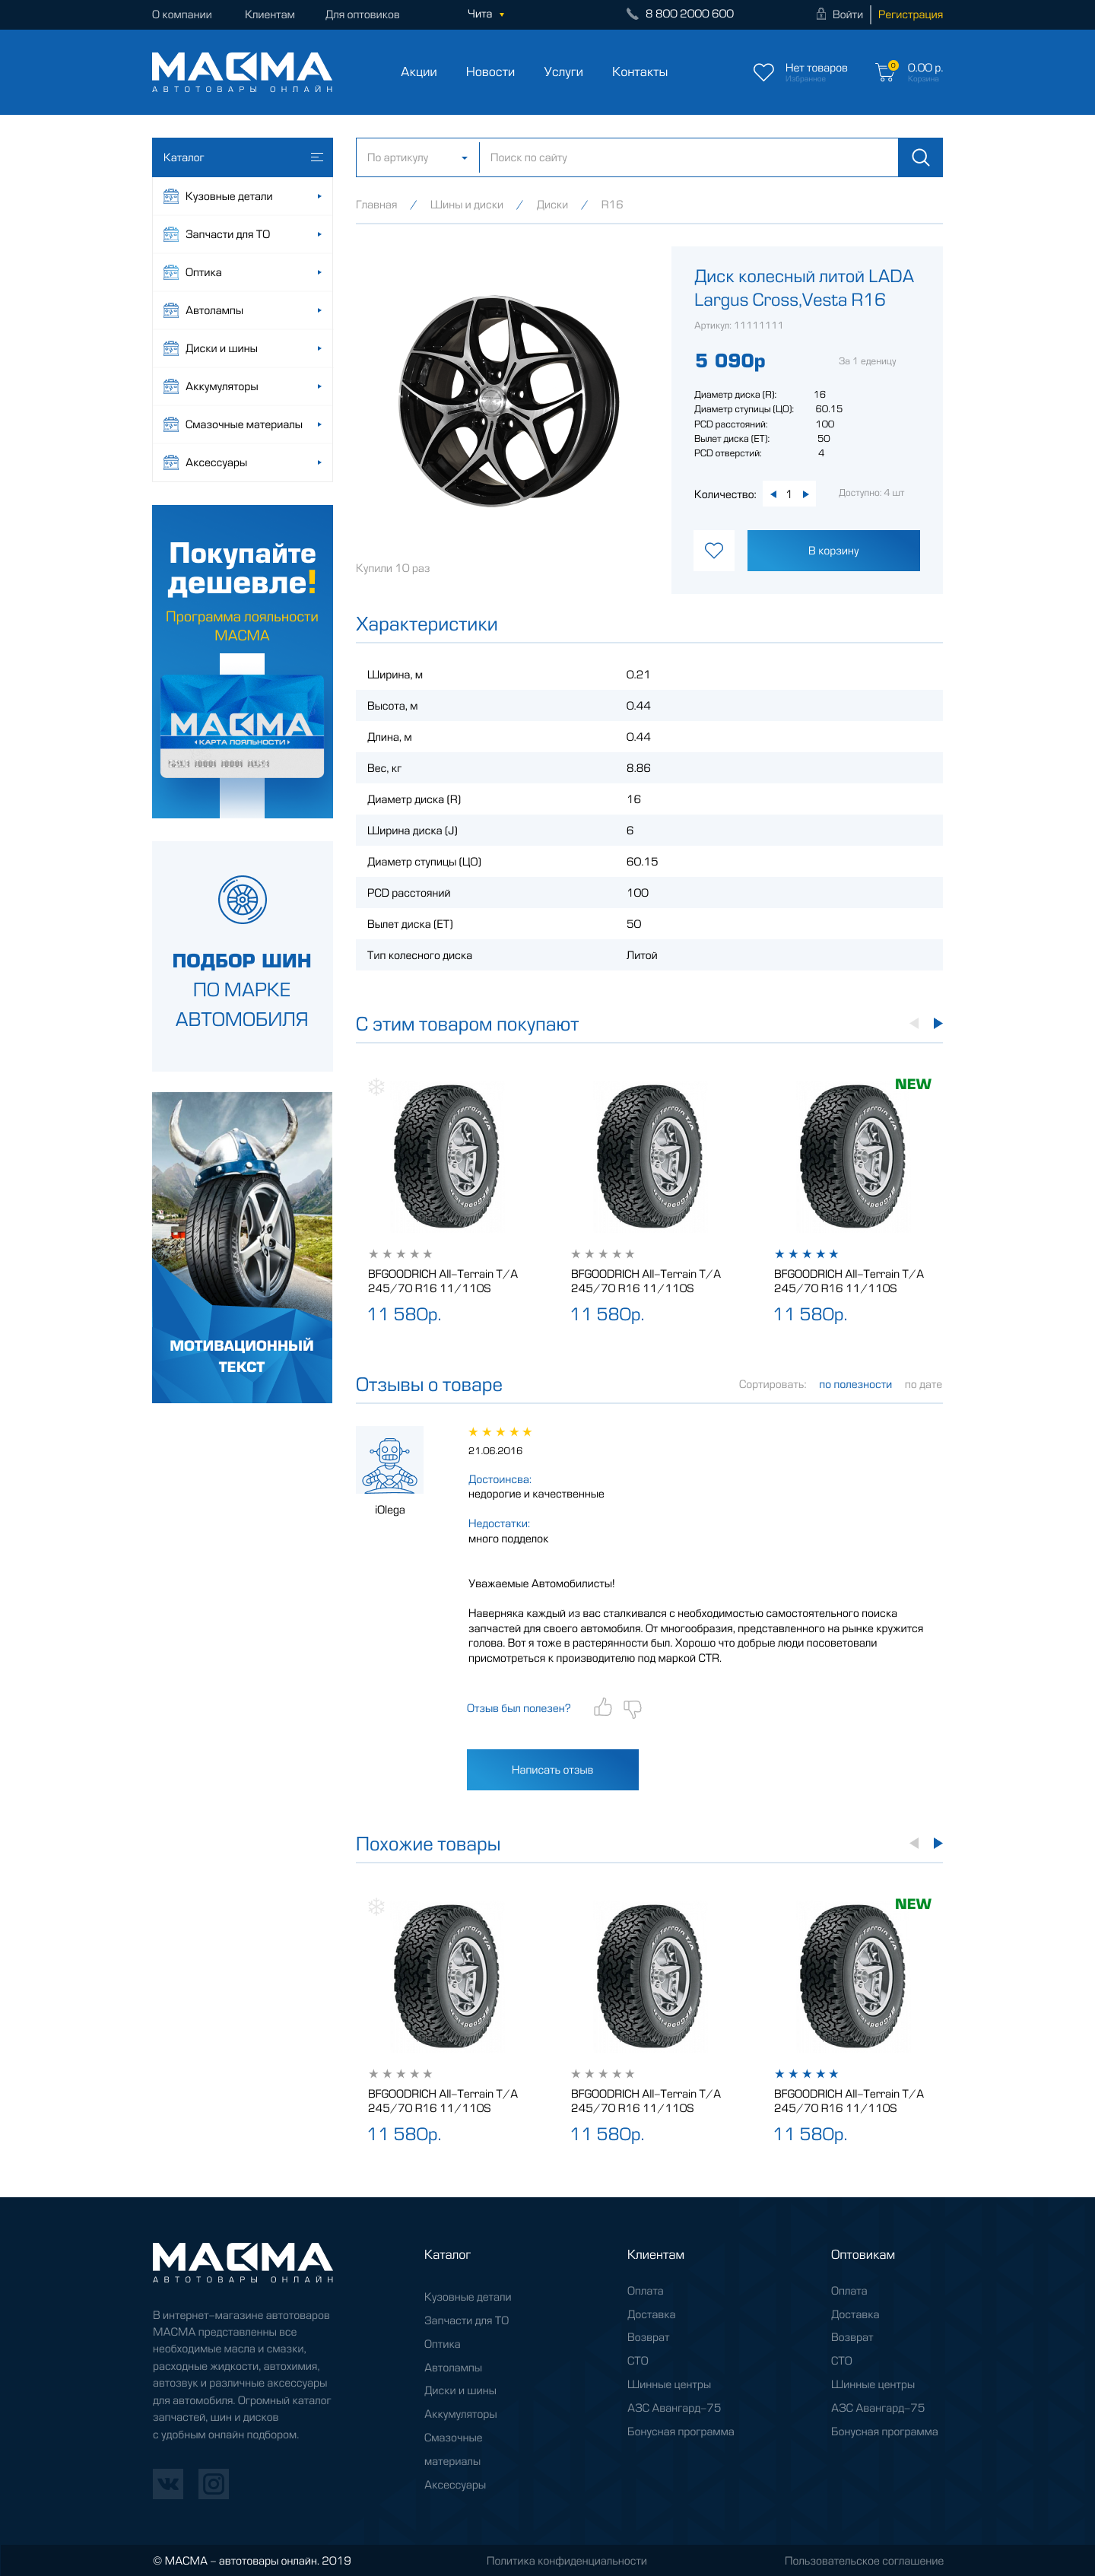 О компании
Клиентам
Для оптовиков
Чита
8 800 2000 600
Войти
Регистрация
МАСМА
АВТОТОВАРЫ ОНЛАЙН
Акции
Новости
Услуги
Контакты
Нет товаров
Избранное
0
0.00 р.
Корзина
Каталог
По артикулу
Поиск по сайту
Кузовные детали
Запчасти для ТО
Оптика
Автолампы
Диски и шины
Аккумуляторы
Смазочные материалы
Аксессуары
Главная / Шины и диски / Диски / R16
Диск колесный литой LADA
Largus Cross,Vesta R16
Артикул: 11111111
5 090р
За 1 еденицу
Диаметр диска (R): 16
Диаметр ступицы (ЦО): 60.15
PCD расстояний: 100
Вылет диска (ET): 50
PCD отверстий: 4
Количество: 1
Доступно: 4 шт
В корзину
Купили 10 раз
Покупайте
дешевле!
Программа лояльности
МАСМА
МАСМА
КАРТА ЛОЯЛЬНОСТИ
ПОДБОР ШИН
ПО МАРКЕ
АВТОМОБИЛЯ
МОТИВАЦИОННЫЙ
ТЕКСТ
Характеристики
Ширина, м 0.21
Высота, м 0.44
Длина, м 0.44
Вес, кг 8.86
Диаметр диска (R) 16
Ширина диска (J) 6
Диаметр ступицы (ЦО) 60.15
PCD расстояний 100
Вылет диска (ET) 50
Тип колесного диска Литой
С этим товаром покупают
BFGOODRICH All-Terrain T/A
245/70 R16 11/110S
11 580р.
BFGOODRICH All-Terrain T/A
245/70 R16 11/110S
11 580р.
NEW
BFGOODRICH All-Terrain T/A
245/70 R16 11/110S
11 580р.
Отзывы о товаре
Сортировать: по полезности по дате
iOlega
21.06.2016
Достоинсва:
недорогие и качественные
Недостатки:
много подделок
Уважаемые Автомобилисты!
Наверняка каждый из вас сталкивался с необходимостью самостоятельного поиска
запчастей для своего автомобиля. От многообразия, представленного на рынке кружится
голова. Вот я тоже в растерянности был. Хорошо что добрые люди посоветовали
присмотреться к производителю под маркой CTR.
Отзыв был полезен?
Написать отзыв
Похожие товары
BFGOODRICH All-Terrain T/A
245/70 R16 11/110S
11 580р.
BFGOODRICH All-Terrain T/A
245/70 R16 11/110S
11 580р.
NEW
BFGOODRICH All-Terrain T/A
245/70 R16 11/110S
11 580р.
МАСМА
АВТОТОВАРЫ ОНЛАЙН
В интернет-магазине автотоваров
МАСМА представленны все
необходимые масла и смазки,
расходные жидкости, автохимия,
автозвук и различные аксессуары
для автомобиля. Огромный каталог
запчастей, шин и дисков
с удобным онлайн подбором.
Каталог
Кузовные детали
Запчасти для ТО
Оптика
Автолампы
Диски и шины
Аккумуляторы
Смазочные
материалы
Аксессуары
Клиентам
Оплата
Доставка
Возврат
СТО
Шинные центры
АЗС Авангард-75
Бонусная программа
Оптовикам
Оплата
Доставка
Возврат
СТО
Шинные центры
АЗС Авангард-75
Бонусная программа
© МАСМА - автотовары онлайн. 2019
Политика конфиденциальности
Пользовательское соглашение